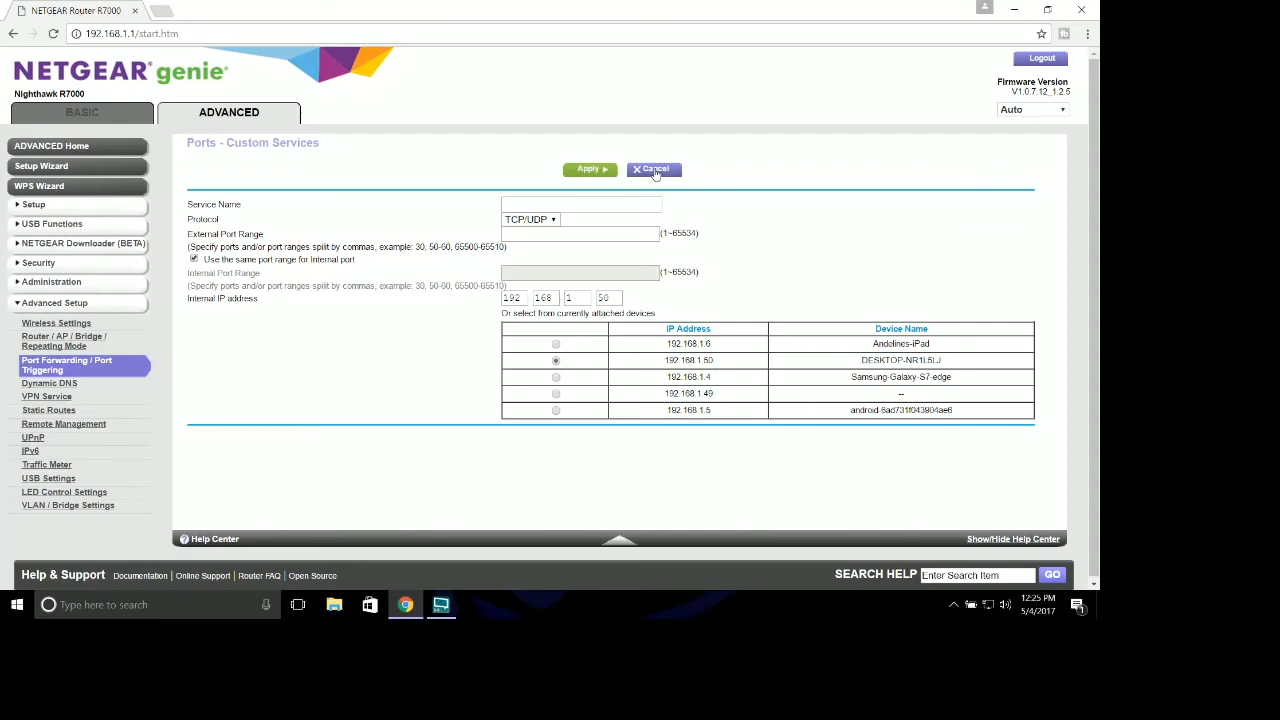 NETGEAR Router R7000
192.168.1.1/start.htm
NETGEAR genie
Nighthawk R7000
Logout
Firmware Version
V1.0.7.12_1.2.5
Auto
BASIC
ADVANCED
ADVANCED Home
Setup Wizard
WPS Wizard
Setup
USB Functions
NETGEAR Downloader (BETA)
Security
Administration
Advanced Setup
Wireless Settings
Router / AP / Bridge /
Repeating Mode
Port Forwarding / Port
Triggering
Dynamic DNS
VPN Service
Static Routes
Remote Management
UPnP
IPv6
Traffic Meter
USB Settings
LED Control Settings
VLAN / Bridge Settings
Ports - Custom Services
Apply
X Cancel
Service Name
Protocol TCP/UDP
External Port Range (1~65534)
(Specify ports and/or port ranges spilit by commas, example: 30, 50-60, 65500-65510)
Use the same port range for Internal port
Internal Port Range (1~65534)
(Specify ports and/or port ranges spilit by commas, example: 30, 50-60, 65500-65510)
Internal IP address 192 168 1 50
Or select from currently attached devices
IP Address Device Name
192.168.1.6 Andelines-iPad
192.168.1.50 DESKTOP-NR1L5LJ
192.168.1.4 Samsung-Galaxy-S7-edge
192.168.1.49 --
192.168.1.5 android-6ad731f043904ae6
Help Center
Show/Hide Help Center
Help & Support Documentation | Online Support | Router FAQ | Open Source
SEARCH HELP Enter Search Item GO
Type here to search
12:25 PM
5/4/2017
1